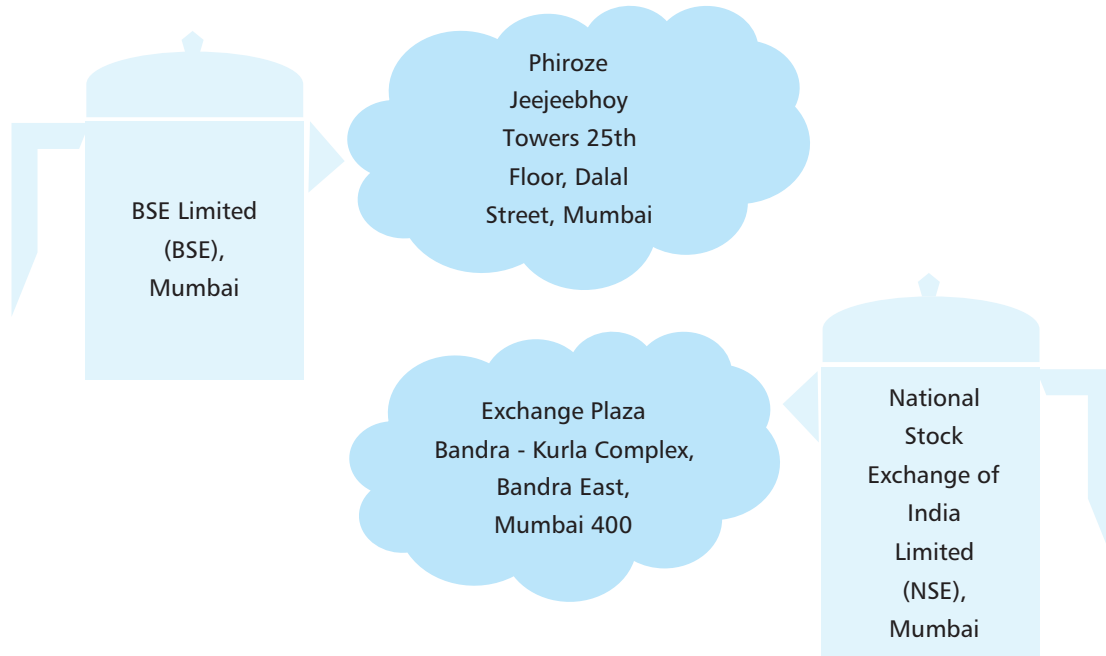 BSE Limited
(BSE),
Mumbai
Phiroze
Jeejeebhoy
Towers 25th
Floor, Dalal
Street, Mumbai
Exchange Plaza
Bandra - Kurla Complex,
Bandra East,
Mumbai 400
National
Stock
Exchange of
India
Limited
(NSE),
Mumbai